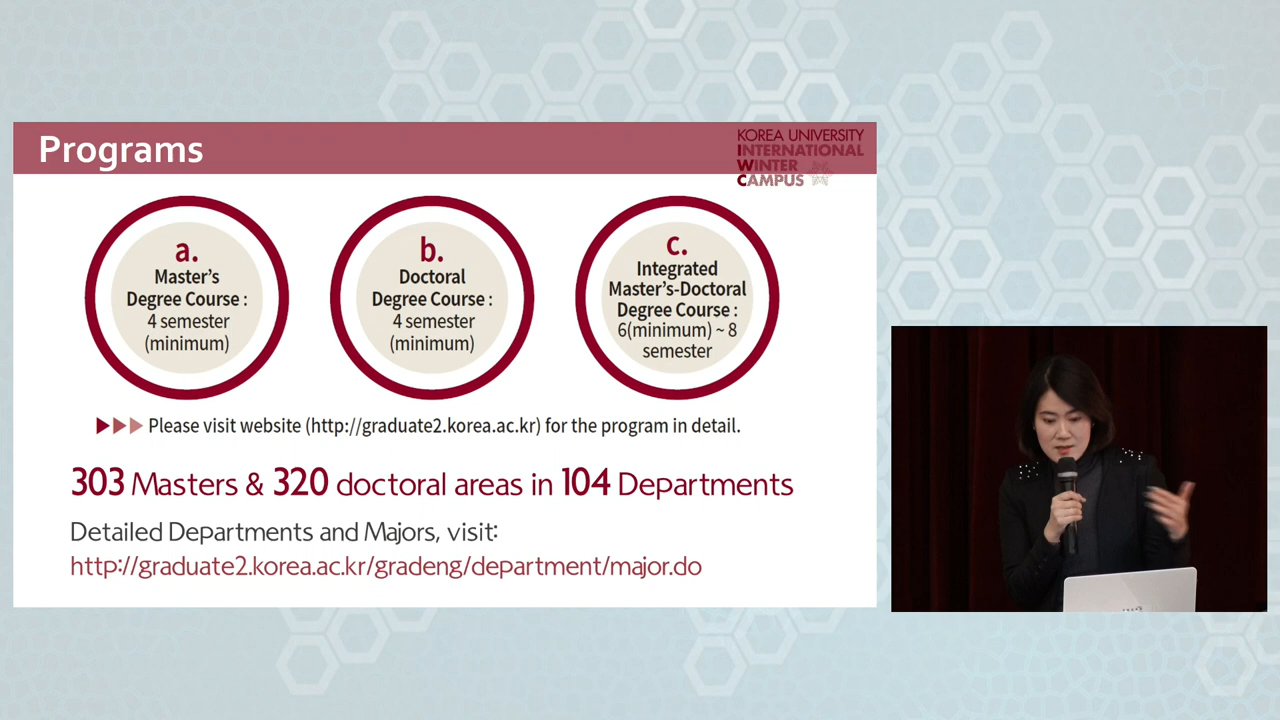 Programs
KOREA UNIVERSITY
INTERNATIONAL
WINTER
CAMPUS
a.
Master's
Degree Course :
4 semester
(minimum)
b.
Doctoral
Degree Course :
4 semester
(minimum)
c.
Integrated
Master's-Doctoral
Degree Course :
6(minimum) ~ 8
semester
Please visit website (http://graduate2.korea.ac.kr) for the program in detail.
303 Masters & 320 doctoral areas in 104 Departments
Detailed Departments and Majors, visit:
http://graduate2.korea.ac.kr/gradeng/department/major.do